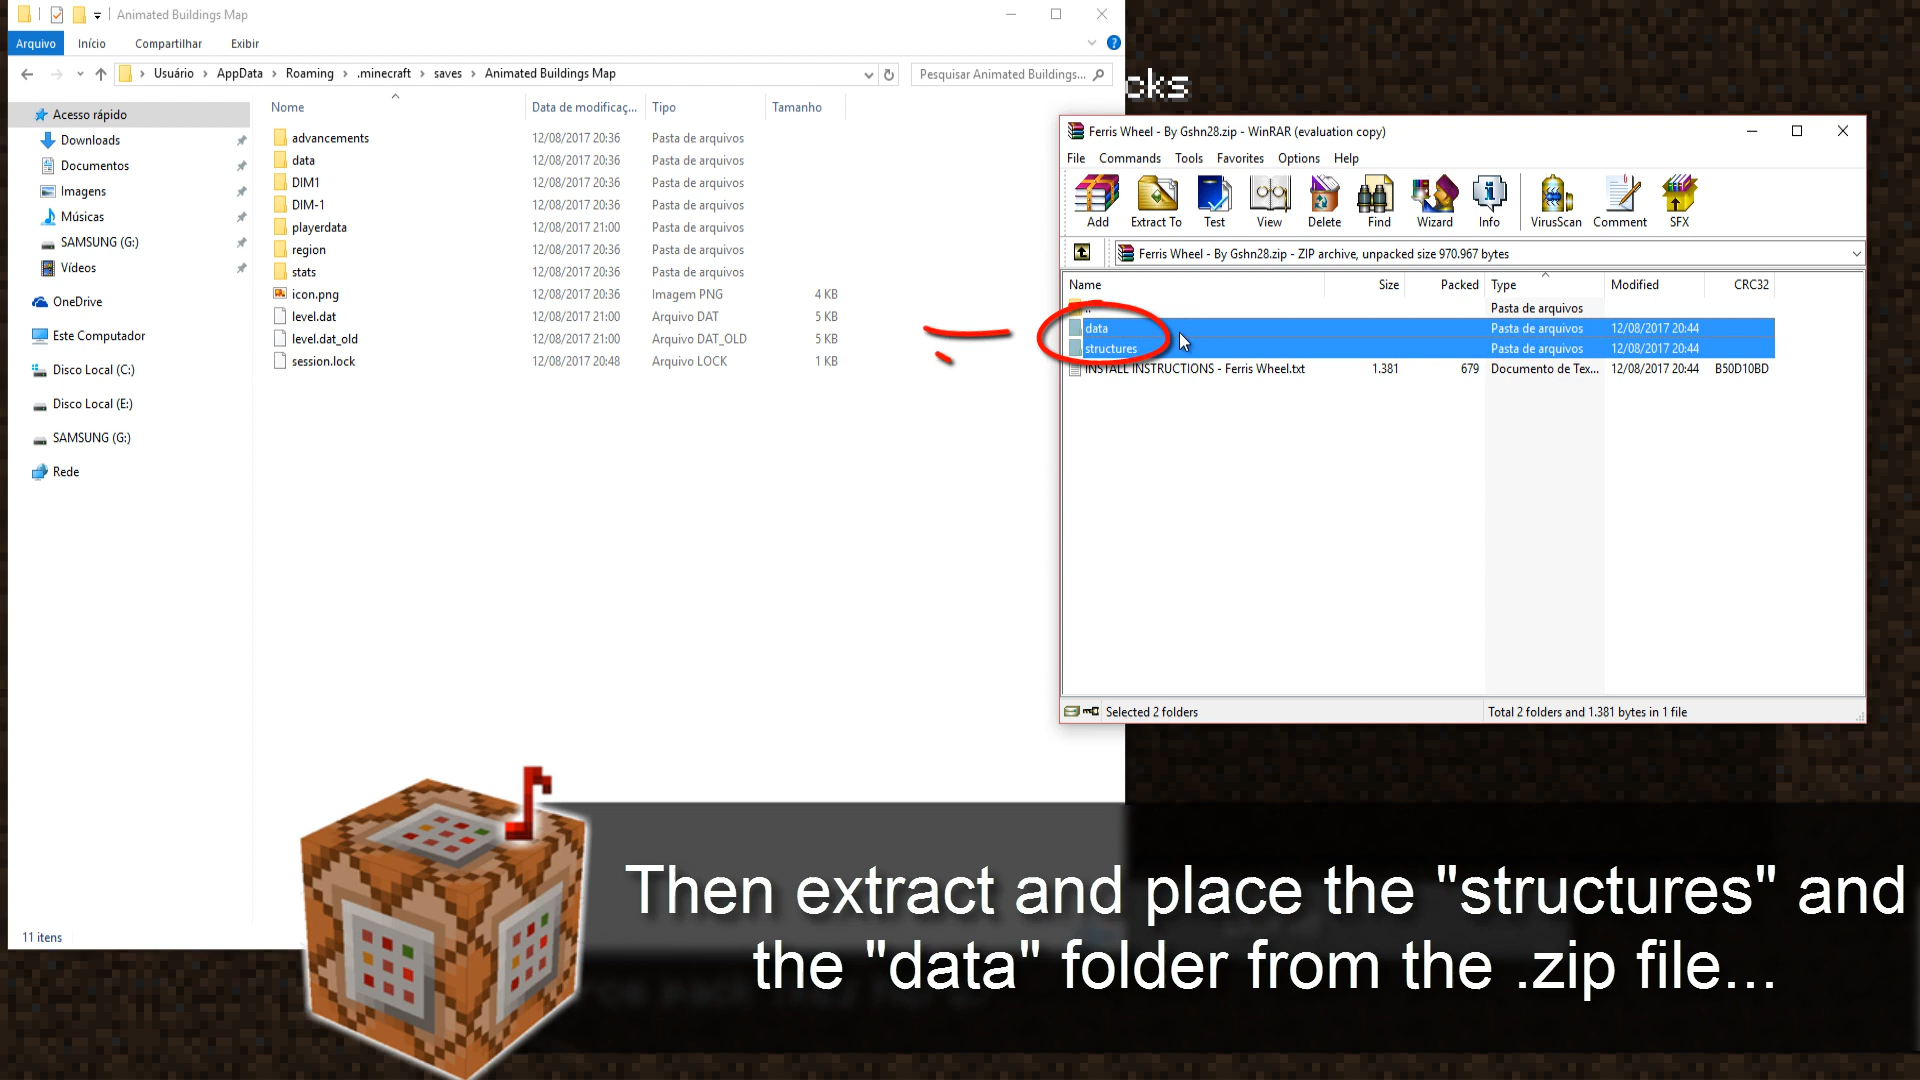 Animated Buildings Map
Arquivo Início Compartilhar Exibir
Usuário AppData Roaming .minecraft saves Animated Buildings Map
Pesquisar Animated Buildings...
cks
Acesso rápido
Downloads
Documentos
Imagens
Músicas
SAMSUNG (G:)
Vídeos
OneDrive
Este Computador
Disco Local (C:)
Disco Local (E:)
SAMSUNG (G:)
Rede
Nome Data de modificaç... Tipo Tamanho
advancements 12/08/2017 20:36 Pasta de arquivos
data 12/08/2017 20:36 Pasta de arquivos
DIM1 12/08/2017 20:36 Pasta de arquivos
DIM-1 12/08/2017 20:36 Pasta de arquivos
playerdata 12/08/2017 21:00 Pasta de arquivos
region 12/08/2017 20:36 Pasta de arquivos
stats 12/08/2017 20:36 Pasta de arquivos
icon.png 12/08/2017 20:36 Imagem PNG 4 KB
level.dat 12/08/2017 21:00 Arquivo DAT 5 KB
level.dat_old 12/08/2017 21:00 Arquivo DAT_OLD 5 KB
session.lock 12/08/2017 20:48 Arquivo LOCK 1 KB
11 itens
Ferris Wheel - By Gshn28.zip - WinRAR (evaluation copy)
File Commands Tools Favorites Options Help
Add Extract To Test View Delete Find Wizard Info VirusScan Comment SFX
Ferris Wheel - By Gshn28.zip - ZIP archive, unpacked size 970.967 bytes
Name Size Packed Type Modified CRC32
.. Pasta de arquivos
data Pasta de arquivos 12/08/2017 20:44
structures Pasta de arquivos 12/08/2017 20:44
INSTALL INSTRUCTIONS - Ferris Wheel.txt 1.381 679 Documento de Tex... 12/08/2017 20:44 B50D10BD
Selected 2 folders Total 2 folders and 1.381 bytes in 1 file
Then extract and place the "structures" and
the "data" folder from the .zip file...